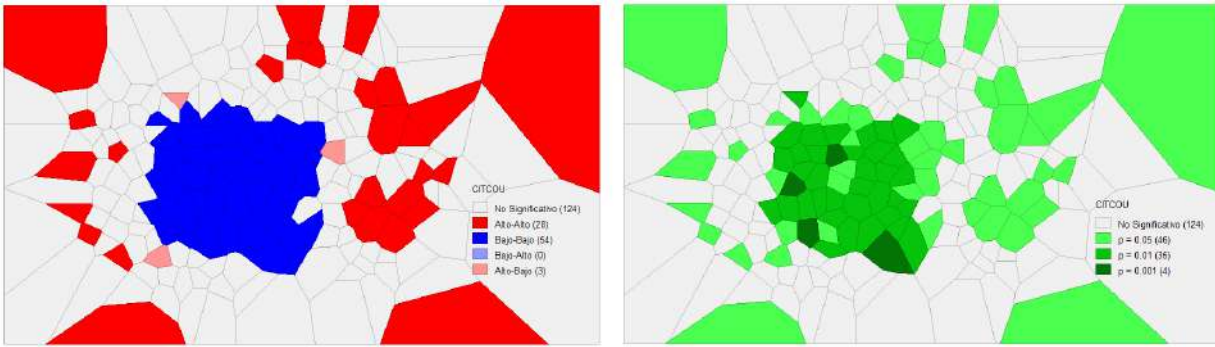 CITCOU
No Significativo (124)
Alto-Alto (28)
Bajo-Bajo (54)
Bajo-Alto (0)
Alto-Bajo (3)
CITCOU
No Significativo (124)
p = 0.05 (46)
p = 0.01 (35)
p = 0.001 (4)